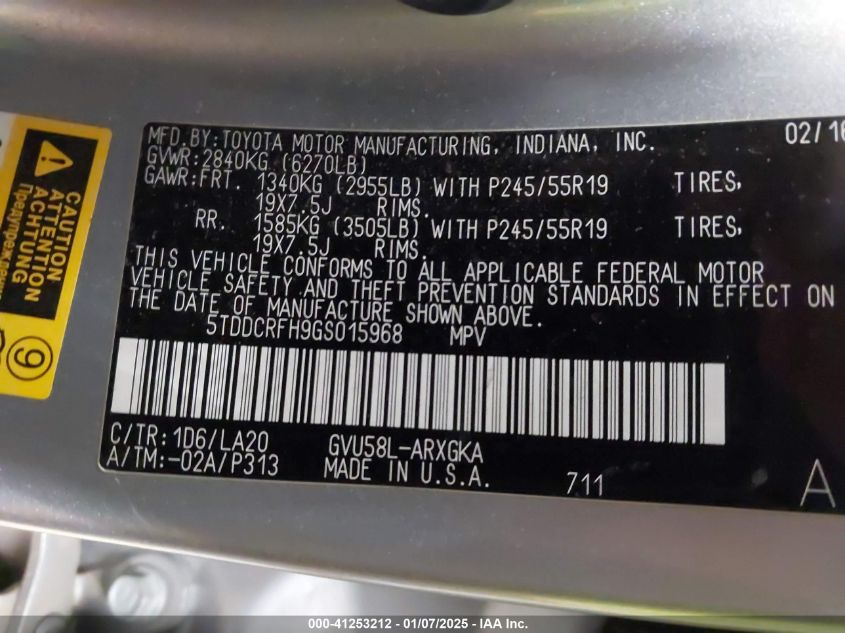 MFD. BY: TOYOTA MOTOR MANUFACTURING, INDIANA, INC. 02/16
GVWR: 2840KG (6270LB)
GAWR: FRT. 1340KG (2955LB) WITH P245/55R19 TIRES,
19X7.5J RIMS.
RR. 1585KG (3505LB) WITH P245/55R19 TIRES,
19X7.5J RIMS.
THIS VEHICLE CONFORMS TO ALL APPLICABLE FEDERAL MOTOR
VEHICLE SAFETY AND THEFT PREVENTION STANDARDS IN EFFECT ON
THE DATE OF MANUFACTURE SHOWN ABOVE.
5TDDCRFH9GS015968 MPV
C/TR: 1D6/LA20 GVU58L-ARXGKA
A/TM:-02A/P313 MADE IN U.S.A. 711 A
CAUTION
ATTENTION
ACHTUNG
9
000-41253212 - 01/07/2025 - IAA Inc.